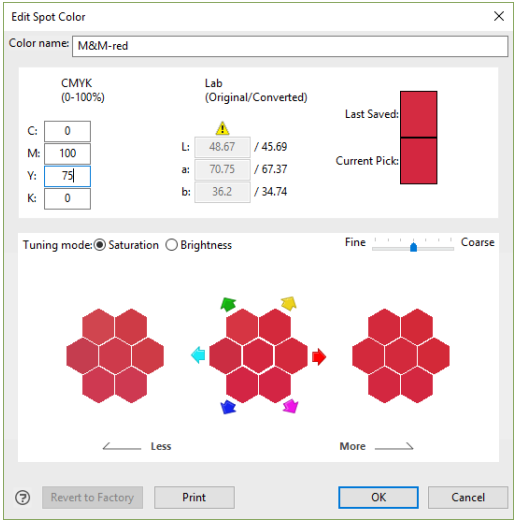 Edit Spot Color
Color name: M&M-red
CMYK
(0-100%)
Lab
(Original/Converted)
C: 0
M: 100
Y: 75
K: 0
L: 48.67 / 45.69
a: 70.75 / 67.37
b: 36.2 / 34.74
Last Saved:
Current Pick:
Tuning mode: Saturation Brightness
Fine Coarse
Less More
? Revert to Factory Print OK Cancel